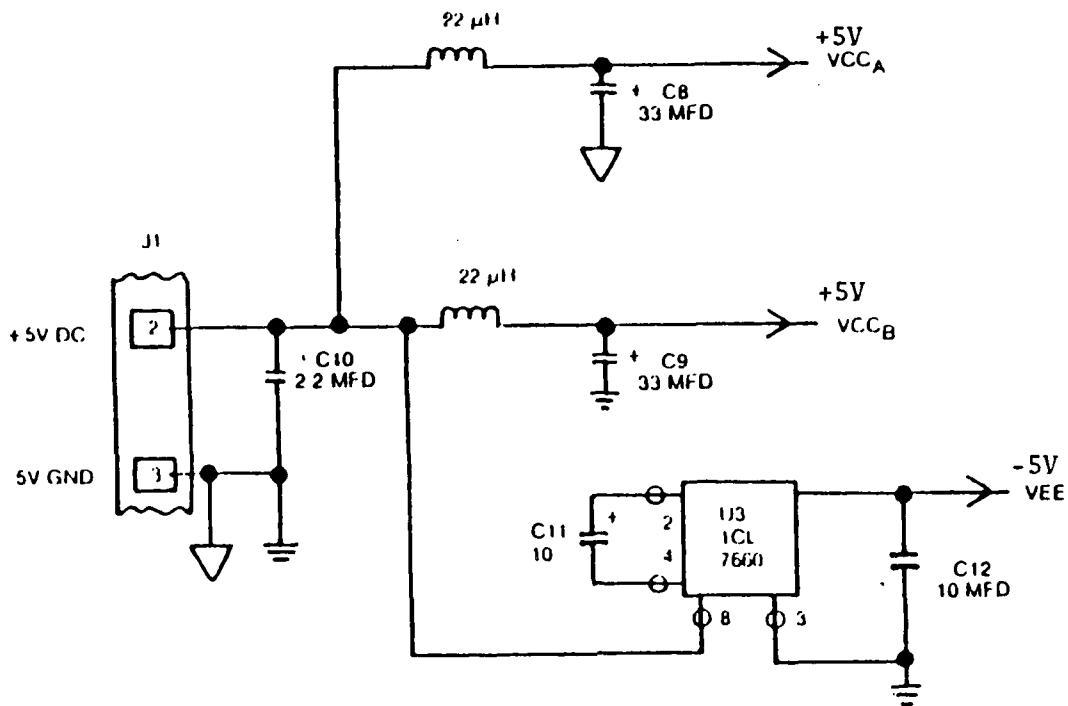 22 µH
+5V
VCCA
+ C8
33 MFD
J1
22 µH
+5V
VCCB
+5V DC
2
+ C10
2.2 MFD
+ C9
33 MFD
5V GND
3
-5V
VEE
C11
10
+
2
4
U3
ICL
7660
8
3
C12
10 MFD